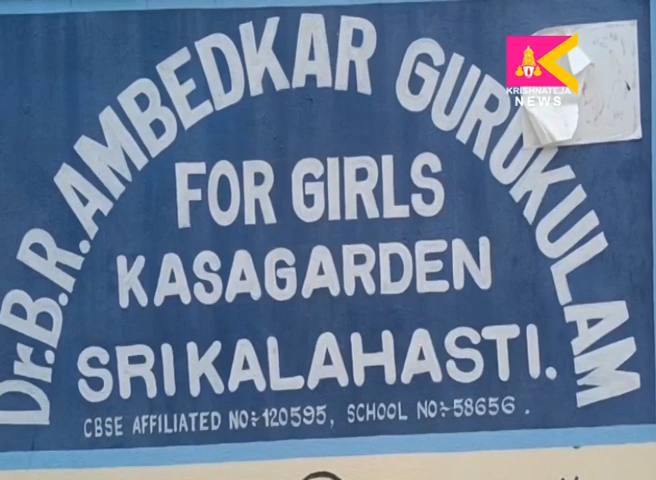 Dr.B.R.AMBEDKAR GURUKULAM
FOR GIRLS
KASAGARDEN
SRIKALAHASTI.
CBSE AFFILIATED NO:-120595, SCHOOL NO:-58656.
KRISHNATEJA
NEWS